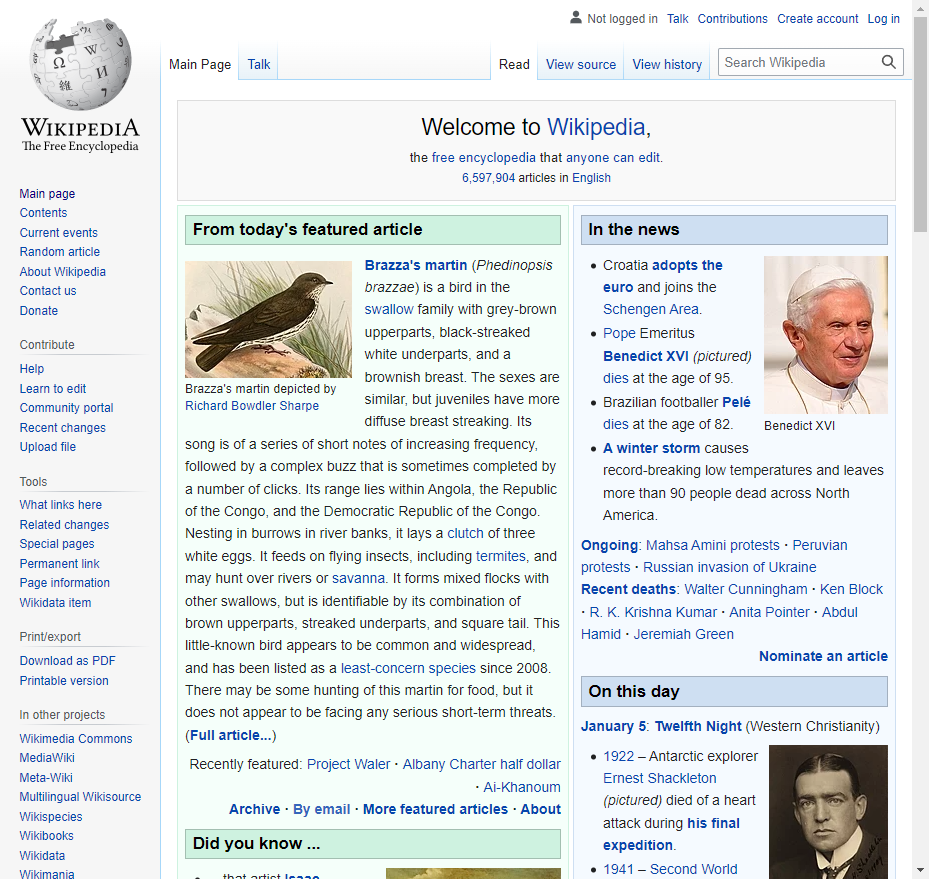 Not logged in Talk Contributions Create account Log in
Main Page Talk Read View source View history Search Wikipedia
WIKIPEDIA
The Free Encyclopedia
Main page
Contents
Current events
Random article
About Wikipedia
Contact us
Donate
Contribute
Help
Learn to edit
Community portal
Recent changes
Upload file
Tools
What links here
Related changes
Special pages
Permanent link
Page information
Wikidata item
Print/export
Download as PDF
Printable version
In other projects
Wikimedia Commons
MediaWiki
Meta-Wiki
Multilingual Wikisource
Wikispecies
Wikibooks
Wikidata
Wikimania
Welcome to Wikipedia,
the free encyclopedia that anyone can edit.
6,597,904 articles in English
From today's featured article
Brazza's martin (Phedinopsis
brazzae) is a bird in the
swallow family with grey-brown
upperparts, black-streaked
white underparts, and a
brownish breast. The sexes are
similar, but juveniles have more
diffuse breast streaking. Its
Brazza's martin depicted by
Richard Bowdler Sharpe
song is of a series of short notes of increasing frequency,
followed by a complex buzz that is sometimes completed by
a number of clicks. Its range lies within Angola, the Republic
of the Congo, and the Democratic Republic of the Congo.
Nesting in burrows in river banks, it lays a clutch of three
white eggs. It feeds on flying insects, including termites, and
may hunt over rivers or savanna. It forms mixed flocks with
other swallows, but is identifiable by its combination of
brown upperparts, streaked underparts, and square tail. This
little-known bird appears to be common and widespread,
and has been listed as a least-concern species since 2008.
There may be some hunting of this martin for food, but it
does not appear to be facing any serious short-term threats.
(Full article...)
Recently featured: Project Waler · Albany Charter half dollar
· Ai-Khanoum
Archive · By email · More featured articles · About
Did you know ...
... that artist Isaac
In the news
• Croatia adopts the
euro and joins the
Schengen Area.
• Pope Emeritus
Benedict XVI (pictured)
dies at the age of 95.
• Brazilian footballer Pelé
dies at the age of 82.
Benedict XVI
• A winter storm causes
record-breaking low temperatures and leaves
more than 90 people dead across North
America.
Ongoing: Mahsa Amini protests · Peruvian
protests · Russian invasion of Ukraine
Recent deaths: Walter Cunningham · Ken Block
· R. K. Krishna Kumar · Anita Pointer · Abdul
Hamid · Jeremiah Green
Nominate an article
On this day
January 5: Twelfth Night (Western Christianity)
• 1922 – Antarctic explorer
Ernest Shackleton
(pictured) died of a heart
attack during his final
expedition.
• 1941 – Second World